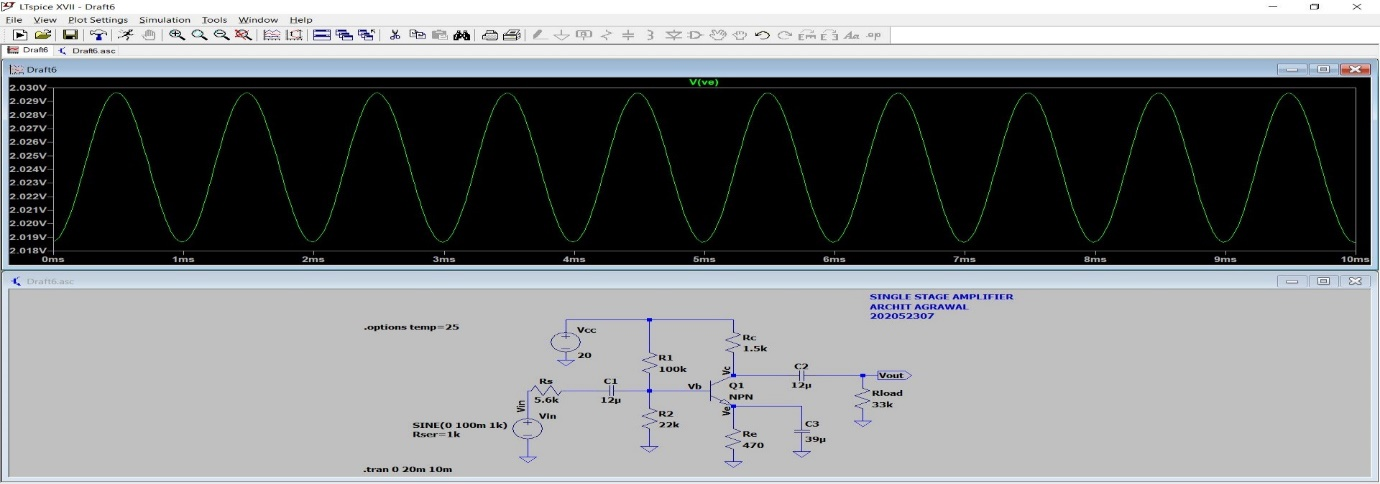 LTspice XVII - Draft6
File View Plot Settings Simulation Tools Window Help
Draft6 Draft6.asc
Draft6
V(ve)
2.030V
2.029V
2.028V
2.027V
2.026V
2.025V
2.024V
2.023V
2.022V
2.021V
2.020V
2.019V
2.018V
0ms 1ms 2ms 3ms 4ms 5ms 6ms 7ms 8ms 9ms 10ms
Draft6.asc
SINGLE STAGE AMPLIFIER
ARCHIT AGRAWAL
202052307
.options temp=25
Vcc
20
R1
100k
Rc
1.5k
Vc
C2
12µ
Vout
Rs
5.6k
C1
12µ
Vb
Q1
NPN
Rload
33k
Vin
Vin
SINE(0 100m 1k)
Rser=1k
R2
22k
Ve
Re
470
C3
39µ
.tran 0 20m 10m